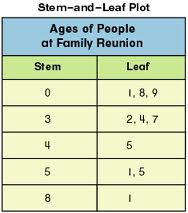 Stem-and-Leaf Plot
Ages of People
at Family Reunion
Stem Leaf
0 1, 8, 9
3 2, 4, 7
4 5
5 1, 5
8 1